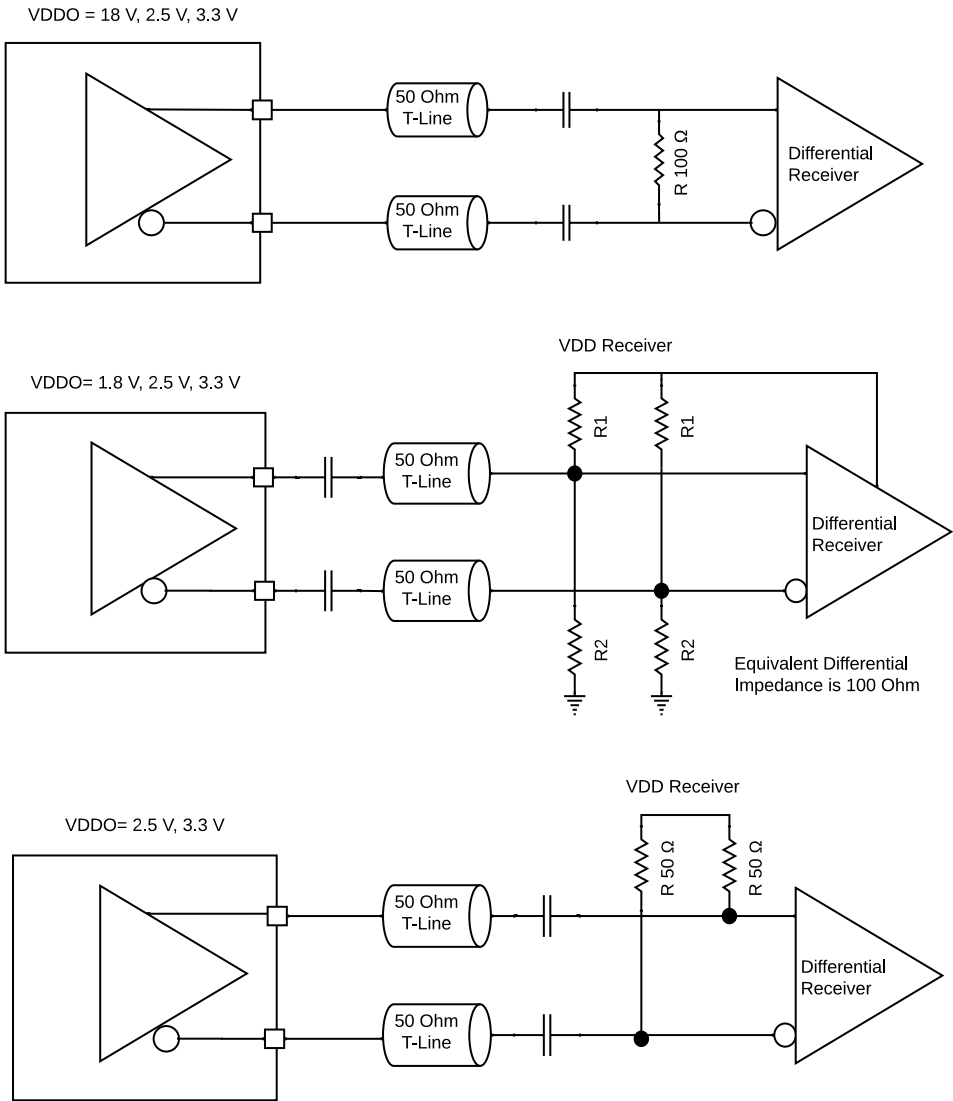 VDDO = 18 V, 2.5 V, 3.3 V
50 Ohm
T-Line
R 100 Ω
Differential
Receiver
50 Ohm
T-Line
VDD Receiver
VDDO= 1.8 V, 2.5 V, 3.3 V
R1
R1
50 Ohm
T-Line
Differential
Receiver
50 Ohm
T-Line
R2
R2
Equivalent Differential
Impedance is 100 Ohm
VDD Receiver
VDDO= 2.5 V, 3.3 V
R 50 Ω
R 50 Ω
50 Ohm
T-Line
Differential
Receiver
50 Ohm
T-Line